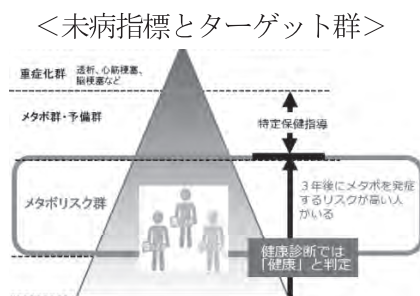 <未病指標とターゲット群>
重症化群 透析、心筋梗塞、
脳梗塞など
メタボ群・予備群
特定保健指導
メタボリスク群
3年後にメタボを発症
するリスクが高い人
がいる
健康診断では
「健康」と判定